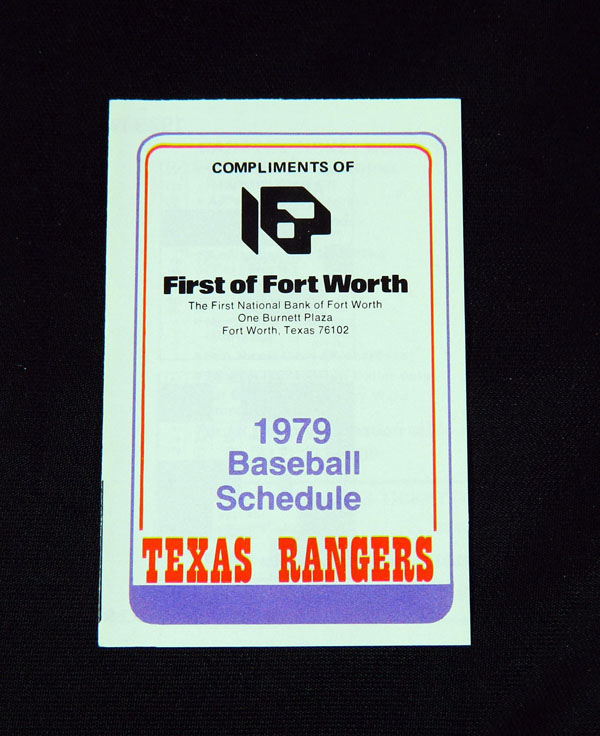 COMPLIMENTS OF
First of Fort Worth
The First National Bank of Fort Worth
One Burnett Plaza
Fort Worth, Texas 76102
1979
Baseball
Schedule
TEXAS RANGERS